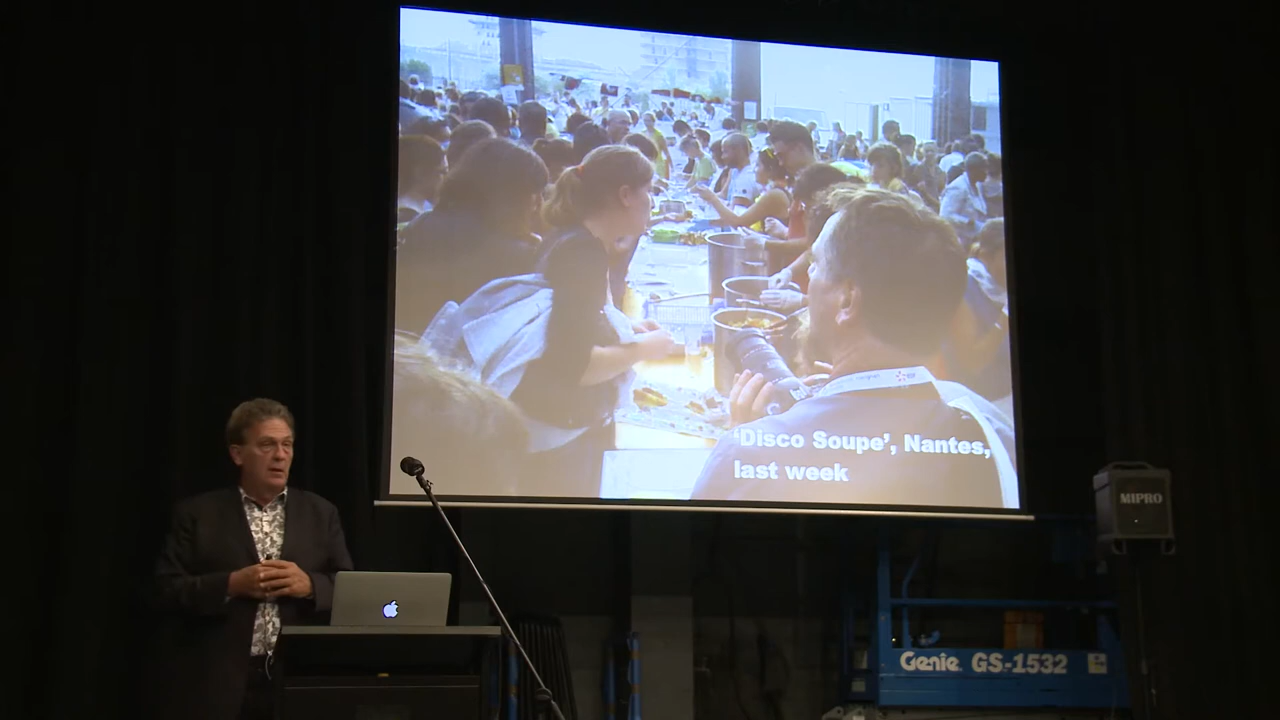 ‘Disco Soupe’, Nantes,
last week
MIPRO
Genie GS-1532